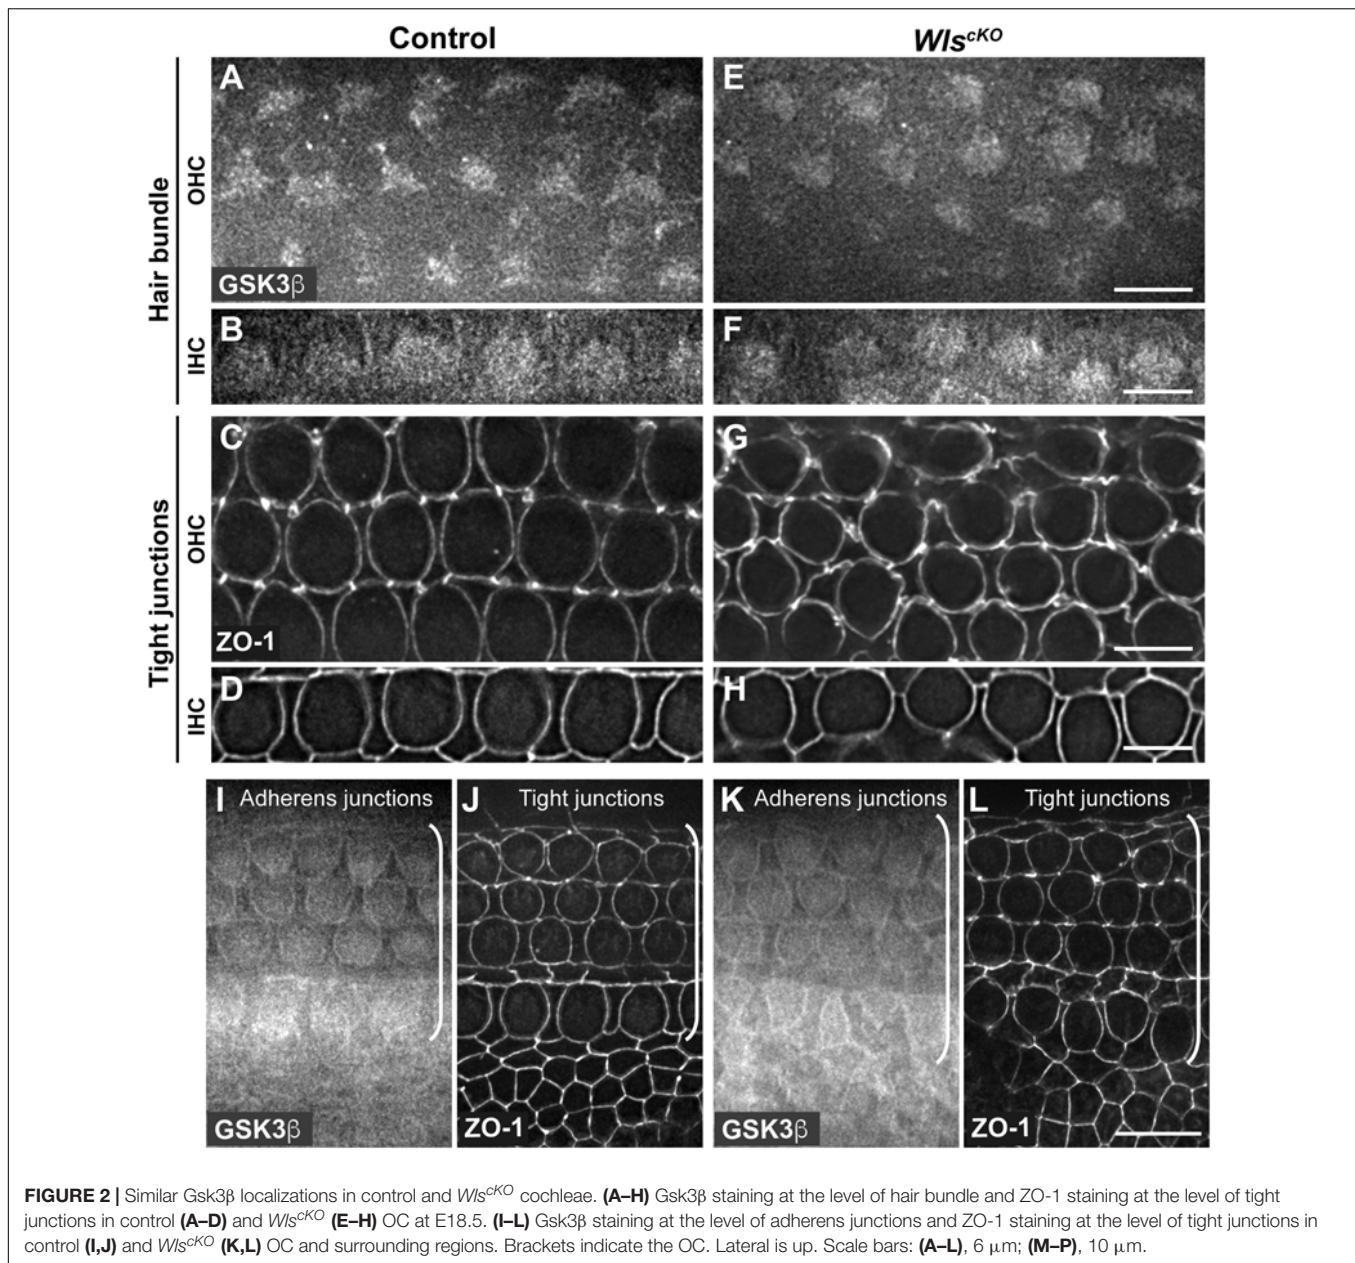 Control
Wls^cKO
Hair bundle
OHC
IHC
Tight junctions
OHC
IHC
A
GSK3β
E
B
F
C
ZO-1
G
D
H
I Adherens junctions
GSK3β
J Tight junctions
ZO-1
K Adherens junctions
GSK3β
L Tight junctions
ZO-1
FIGURE 2 | Similar Gsk3β localizations in control and Wls^cKO cochleae. (A–H) Gsk3β staining at the level of hair bundle and ZO-1 staining at the level of tight
junctions in control (A–D) and Wls^cKO (E–H) OC at E18.5. (I–L) Gsk3β staining at the level of adherens junctions and ZO-1 staining at the level of tight junctions in
control (I,J) and Wls^cKO (K,L) OC and surrounding regions. Brackets indicate the OC. Lateral is up. Scale bars: (A–L), 6 μm; (M–P), 10 μm.